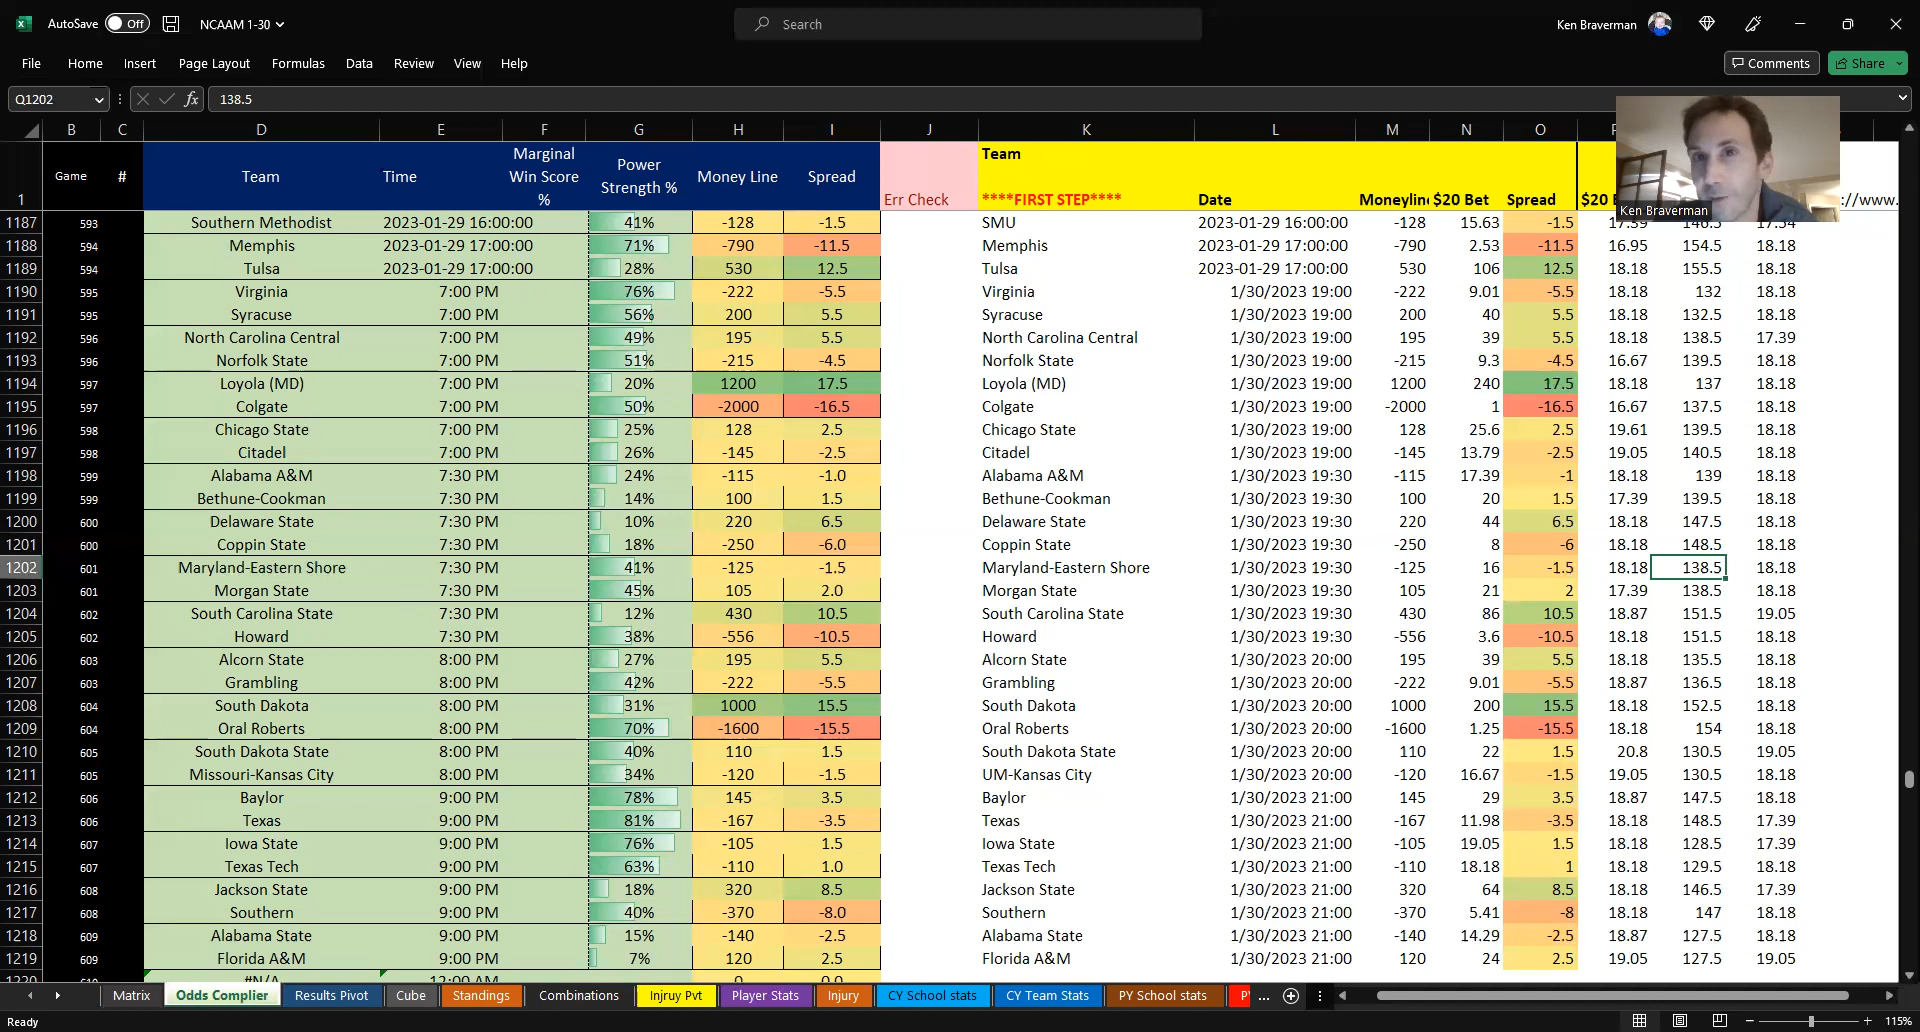 AutoSave Off NCAAM 1-30 Search Ken Braverman
File Home Insert Page Layout Formulas Data Review View Help Comments Share
Q1202 fx 138.5
B C D E F G H I J K L M N O
1 Game # Team Time Marginal Win Score % Power Strength % Money Line Spread Err Check Team ****FIRST STEP**** Date Moneylin $20 Bet Spread $20 B ://www.
Ken Braverman
1187 593 Southern Methodist 2023-01-29 16:00:00 41% -128 -1.5 SMU 2023-01-29 16:00:00 -128 15.63 -1.5 17.39 146.5 17.54
1188 594 Memphis 2023-01-29 17:00:00 71% -790 -11.5 Memphis 2023-01-29 17:00:00 -790 2.53 -11.5 16.95 154.5 18.18
1189 594 Tulsa 2023-01-29 17:00:00 28% 530 12.5 Tulsa 2023-01-29 17:00:00 530 106 12.5 18.18 155.5 18.18
1190 595 Virginia 7:00 PM 76% -222 -5.5 Virginia 1/30/2023 19:00 -222 9.01 -5.5 18.18 132 18.18
1191 595 Syracuse 7:00 PM 56% 200 5.5 Syracuse 1/30/2023 19:00 200 40 5.5 18.18 132.5 18.18
1192 596 North Carolina Central 7:00 PM 49% 195 5.5 North Carolina Central 1/30/2023 19:00 195 39 5.5 18.18 138.5 17.39
1193 596 Norfolk State 7:00 PM 51% -215 -4.5 Norfolk State 1/30/2023 19:00 -215 9.3 -4.5 16.67 139.5 18.18
1194 597 Loyola (MD) 7:00 PM 20% 1200 17.5 Loyola (MD) 1/30/2023 19:00 1200 240 17.5 18.18 137 18.18
1195 597 Colgate 7:00 PM 50% -2000 -16.5 Colgate 1/30/2023 19:00 -2000 1 -16.5 16.67 137.5 18.18
1196 598 Chicago State 7:00 PM 25% 128 2.5 Chicago State 1/30/2023 19:00 128 25.6 2.5 19.61 139.5 18.18
1197 598 Citadel 7:00 PM 26% -145 -2.5 Citadel 1/30/2023 19:00 -145 13.79 -2.5 19.05 140.5 18.18
1198 599 Alabama A&M 7:30 PM 24% -115 -1.0 Alabama A&M 1/30/2023 19:30 -115 17.39 -1 18.18 139 18.18
1199 599 Bethune-Cookman 7:30 PM 14% 100 1.5 Bethune-Cookman 1/30/2023 19:30 100 20 1.5 17.39 139.5 18.18
1200 600 Delaware State 7:30 PM 10% 220 6.5 Delaware State 1/30/2023 19:30 220 44 6.5 18.18 147.5 18.18
1201 600 Coppin State 7:30 PM 18% -250 -6.0 Coppin State 1/30/2023 19:30 -250 8 -6 18.18 148.5 18.18
1202 601 Maryland-Eastern Shore 7:30 PM 41% -125 -1.5 Maryland-Eastern Shore 1/30/2023 19:30 -125 16 -1.5 18.18 138.5 18.18
1203 601 Morgan State 7:30 PM 45% 105 2.0 Morgan State 1/30/2023 19:30 105 21 2 17.39 138.5 18.18
1204 602 South Carolina State 7:30 PM 12% 430 10.5 South Carolina State 1/30/2023 19:30 430 86 10.5 18.87 151.5 19.05
1205 602 Howard 7:30 PM 38% -556 -10.5 Howard 1/30/2023 19:30 -556 3.6 -10.5 18.18 151.5 18.18
1206 603 Alcorn State 8:00 PM 27% 195 5.5 Alcorn State 1/30/2023 20:00 195 39 5.5 18.18 135.5 18.18
1207 603 Grambling 8:00 PM 42% -222 -5.5 Grambling 1/30/2023 20:00 -222 9.01 -5.5 18.87 136.5 18.18
1208 604 South Dakota 8:00 PM 31% 1000 15.5 South Dakota 1/30/2023 20:00 1000 200 15.5 18.18 152.5 18.18
1209 604 Oral Roberts 8:00 PM 70% -1600 -15.5 Oral Roberts 1/30/2023 20:00 -1600 1.25 -15.5 18.18 154 18.18
1210 605 South Dakota State 8:00 PM 40% 110 1.5 South Dakota State 1/30/2023 20:00 110 22 1.5 20.8 130.5 19.05
1211 605 Missouri-Kansas City 8:00 PM 34% -120 -1.5 UM-Kansas City 1/30/2023 20:00 -120 16.67 -1.5 19.05 130.5 18.18
1212 606 Baylor 9:00 PM 78% 145 3.5 Baylor 1/30/2023 21:00 145 29 3.5 18.87 147.5 18.18
1213 606 Texas 9:00 PM 81% -167 -3.5 Texas 1/30/2023 21:00 -167 11.98 -3.5 18.18 148.5 17.39
1214 607 Iowa State 9:00 PM 76% -105 1.5 Iowa State 1/30/2023 21:00 -105 19.05 1.5 18.18 128.5 17.39
1215 607 Texas Tech 9:00 PM 63% -110 1.0 Texas Tech 1/30/2023 21:00 -110 18.18 1 18.18 129.5 18.18
1216 608 Jackson State 9:00 PM 18% 320 8.5 Jackson State 1/30/2023 21:00 320 64 8.5 18.18 146.5 17.39
1217 608 Southern 9:00 PM 40% -370 -8.0 Southern 1/30/2023 21:00 -370 5.41 -8 18.18 147 18.18
1218 609 Alabama State 9:00 PM 15% -140 -2.5 Alabama State 1/30/2023 21:00 -140 14.29 -2.5 18.87 127.5 18.18
1219 609 Florida A&M 9:00 PM 7% 120 2.5 Florida A&M 1/30/2023 21:00 120 24 2.5 19.05 127.5 19.05
1220 610 #N/A 12:00 AM 0 0.0
Matrix Odds Complier Results Pivot Cube Standings Combinations Injruy Pvt Player Stats Injury CY School stats CY Team Stats PY School stats P ...
Ready 115%